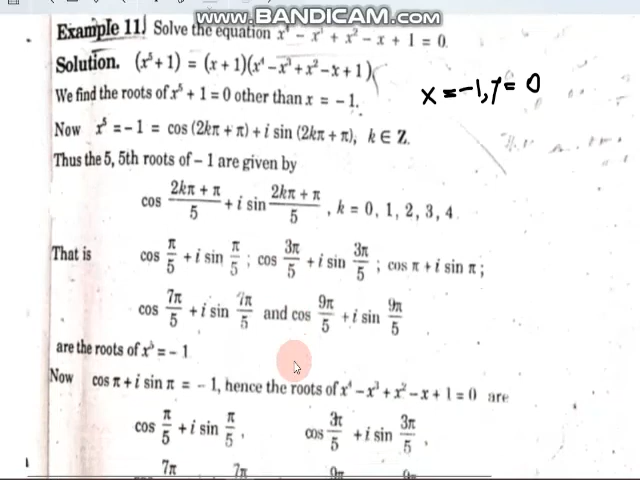 WWW.BANDICAM.COM
Example 11. Solve the equation x⁴ − x³ + x² − x + 1 = 0.
Solution. (x⁵+1) = (x+1)(x⁴−x³+x²−x+1).
We find the roots of x⁵+1=0 other than x = −1.
x = −1, y = 0
Now x⁵ = −1 = cos (2kπ + π) + i sin (2kπ + π), k ∈ Z.
Thus the 5, 5th roots of −1 are given by
cos (2kπ + π)/5 + i sin (2kπ + π)/5 , k = 0, 1, 2, 3, 4.
That is cos π/5 + i sin π/5 ; cos 3π/5 + i sin 3π/5 ; cos π + i sin π ;
cos 7π/5 + i sin 7π/5 and cos 9π/5 + i sin 9π/5
are the roots of x⁵ = −1
Now cos π + i sin π = −1, hence the roots of x⁴ − x³ + x² − x + 1 = 0 are
cos π/5 + i sin π/5 , cos 3π/5 + i sin 3π/5 ,
7π 7π 9π